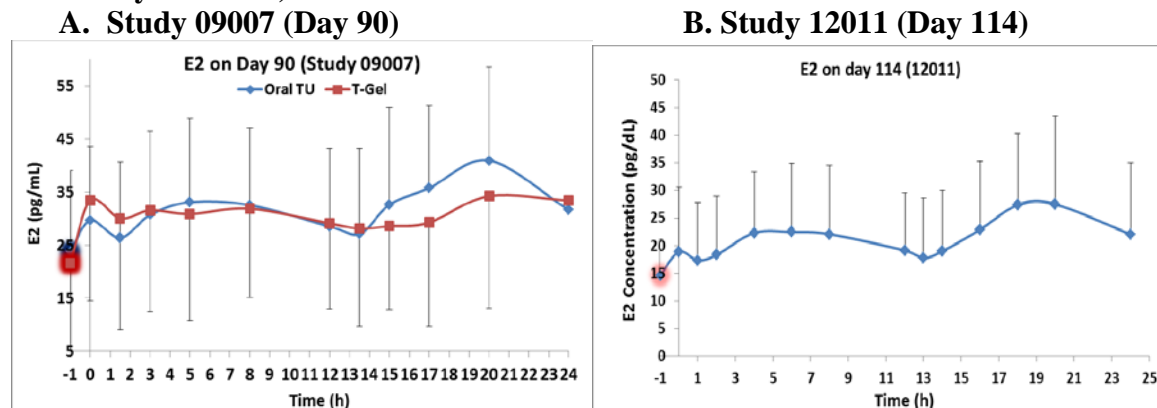 A. Study 09007 (Day 90)
B. Study 12011 (Day 114)
E2 on Day 90 (Study 09007)
Oral TU T-Gel
E2 (pg/mL)
55
45
35
25
15
5
-1 0 1 2 3 4 5 6 7 8 9 10 11 12 13 14 15 16 17 18 19 20 21 22 23 24
Time (h)
E2 on day 114 (12011)
E2 Concentration (pg/dL)
50
45
40
35
30
25
20
15
10
5
0
-1 1 3 5 7 9 11 13 15 17 19 21 23 25
Time (h)